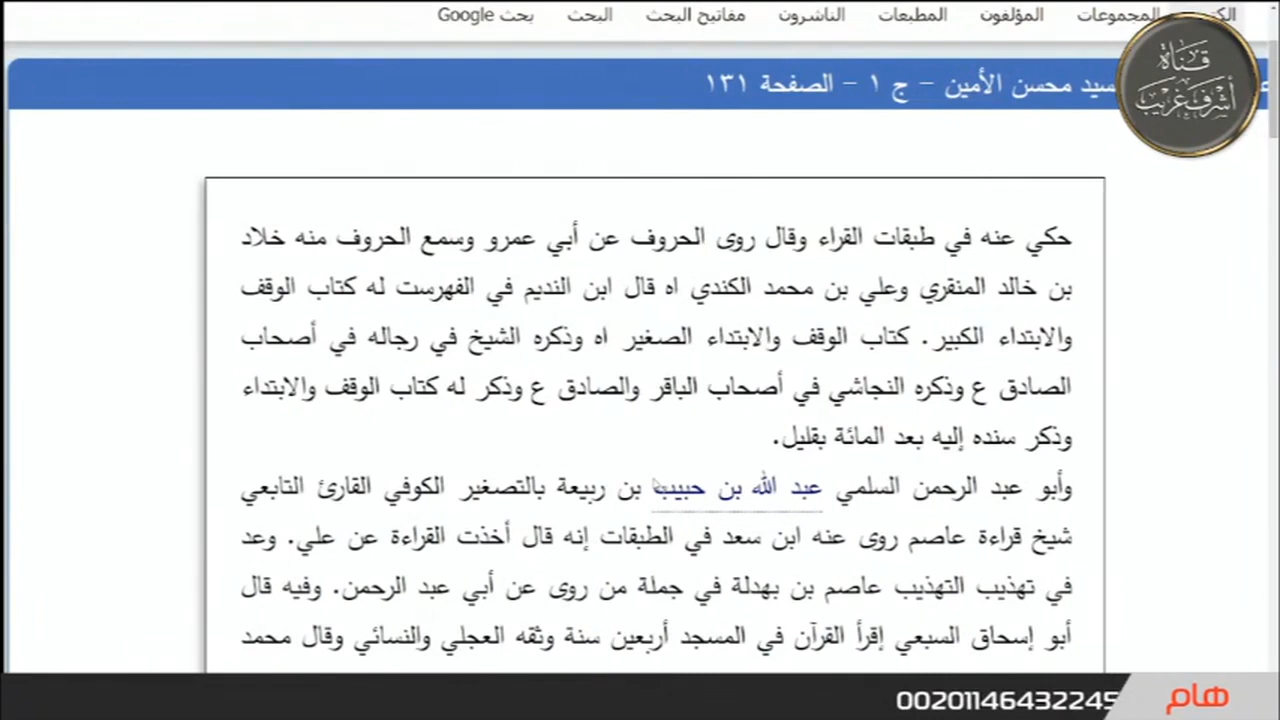 المجموعات المؤلفون المطبعات الناشرون مفاتيح البحث البحث بحث Google
قناة
أشرف غريب
سيد محسن الأمين - ج ١ - الصفحة ١٣١
حكي عنه في طبقات القراء وقال روى الحروف عن أبي عمرو وسمع الحروف منه خلاد
بن خالد المنقري وعلي بن محمد الكندي اه قال ابن النديم في الفهرست له كتاب الوقف
والابتداء الكبير. كتاب الوقف والابتداء الصغير اه وذكره الشيخ في رجاله في أصحاب
الصادق ع وذكره النجاشي في أصحاب الباقر والصادق ع وذكر له كتاب الوقف والابتداء
وذكر سنده إليه بعد المائة بقليل.
وأبو عبد الرحمن السلمي عبد الله بن حبيب بن ربيعة بالتصغير الكوفي القارئ التابعي
شيخ قراءة عاصم روى عنه ابن سعد في الطبقات إنه قال أخذت القراءة عن علي. وعد
في تهذيب التهذيب عاصم بن بهدلة في جملة من روى عن أبي عبد الرحمن. وفيه قال
أبو إسحاق السبعي إقرأ القرآن في المسجد أربعين سنة وثقه العجلي والنسائي وقال محمد
هام
00201146432245